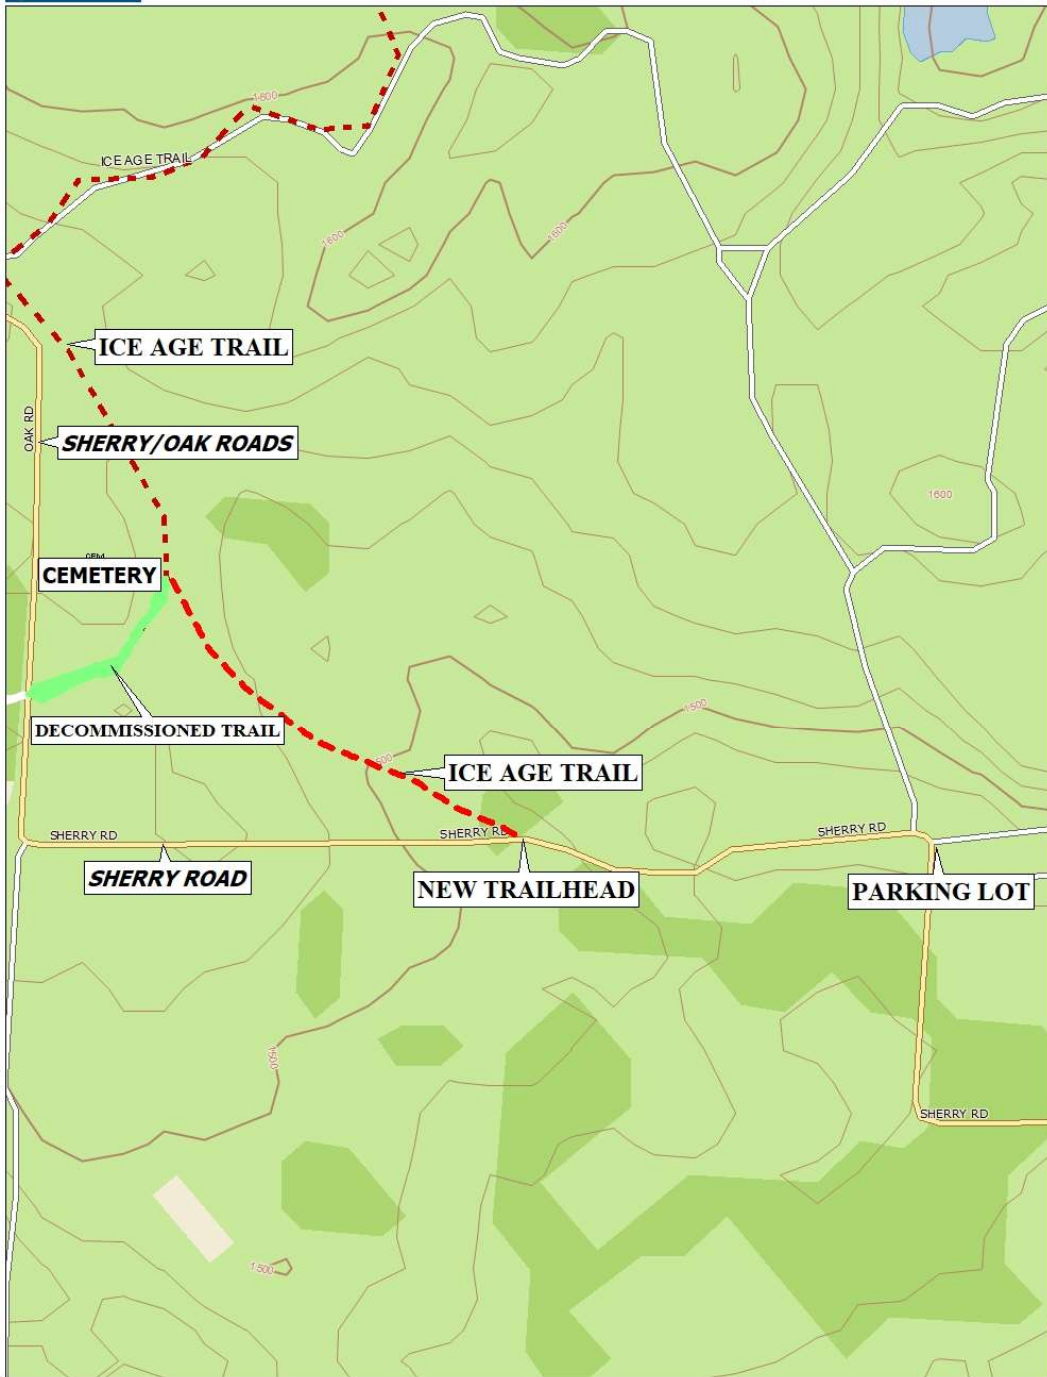 1600
ICE AGE TRAIL
1600
1600
ICE AGE TRAIL
OAK RD
SHERRY/OAK ROADS
1600
CEMETERY
1500
DECOMMISSIONED TRAIL
500
ICE AGE TRAIL
SHERRY RD
SHERRY RD
SHERRY RD
SHERRY ROAD
NEW TRAILHEAD
PARKING LOT
1500
SHERRY RD
1500